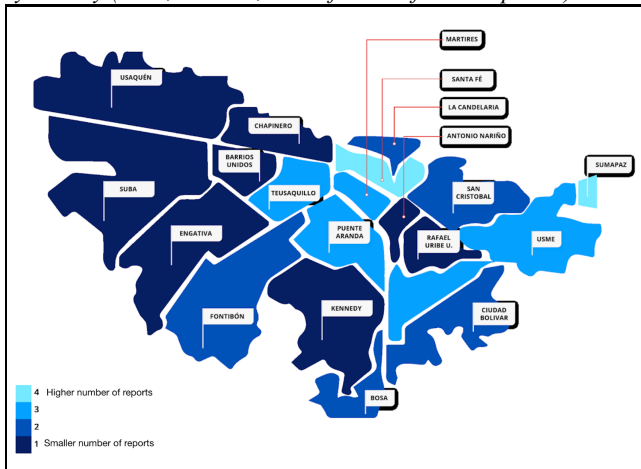 MARTIRES
USAQUÉN
SANTA FÉ
LA CANDELARIA
CHAPINERO
ANTONIO NARIÑO
BARRIOS
UNIDOS
SUMAPAZ
SUBA
TEUSAQUILLO
SAN
CRISTOBAL
ENGATIVA
PUENTE
ARANDA
RAFAEL
URIBE U.
USME
FONTIBÓN
KENNEDY
CIUDAD
BOLIVAR
BOSA
4 Higher number of reports
3
2
1 Smaller number of reports